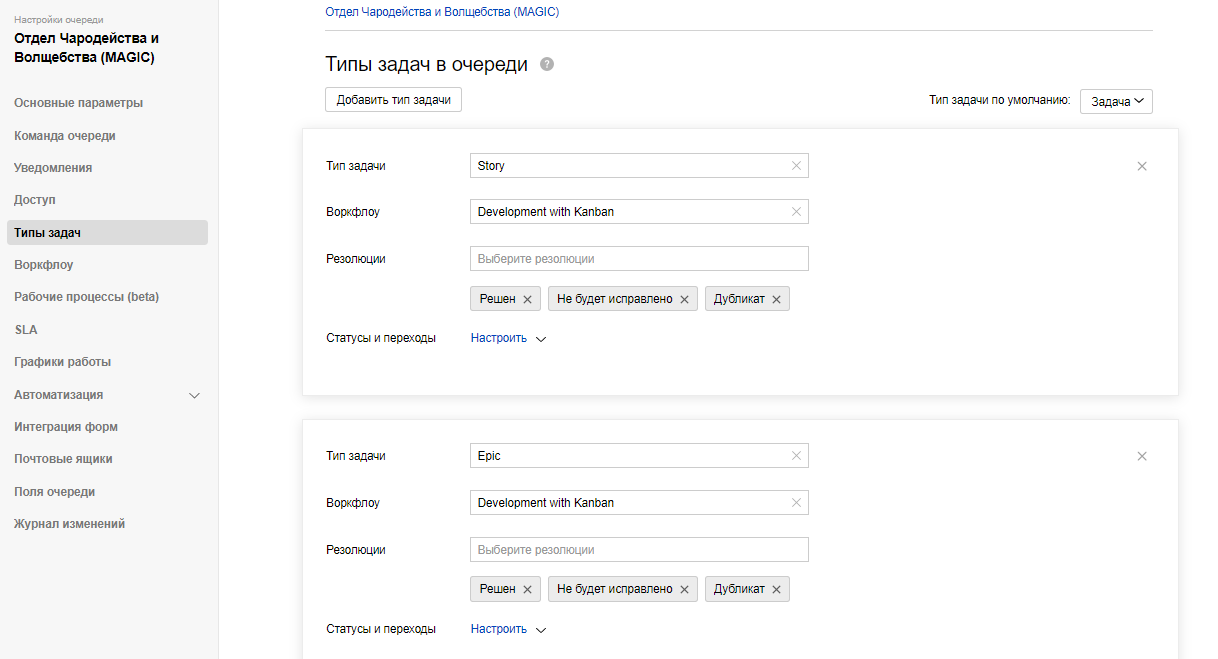 Настройки очереди
Отдел Чародейства и
Волщебства (MAGIC)
Основные параметры
Команда очереди
Уведомления
Доступ
Типы задач
Воркфлоу
Рабочие процессы (beta)
SLA
Графики работы
Автоматизация
Интеграция форм
Почтовые ящики
Поля очереди
Журнал изменений
Отдел Чародейства и Волщебства (MAGIC)
Типы задач в очереди ?
Добавить тип задачи
Тип задачи по умолчанию: Задача
Тип задачи Story
Воркфлоу Development with Kanban
Резолюции Выберите резолюции
Решен Не будет исправлено Дубликат
Статусы и переходы Настроить
Тип задачи Epic
Воркфлоу Development with Kanban
Резолюции Выберите резолюции
Решен Не будет исправлено Дубликат
Статусы и переходы Настроить